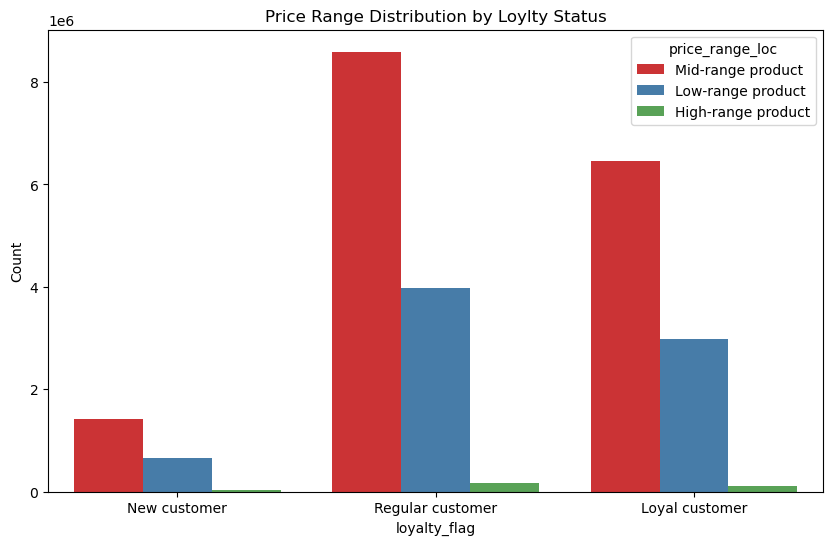 Price Range Distribution by Loylty Status
1e6
price_range_loc
Mid-range product
Low-range product
High-range product
8
6
4
2
0
Count
New customer
Regular customer
Loyal customer
loyalty_flag